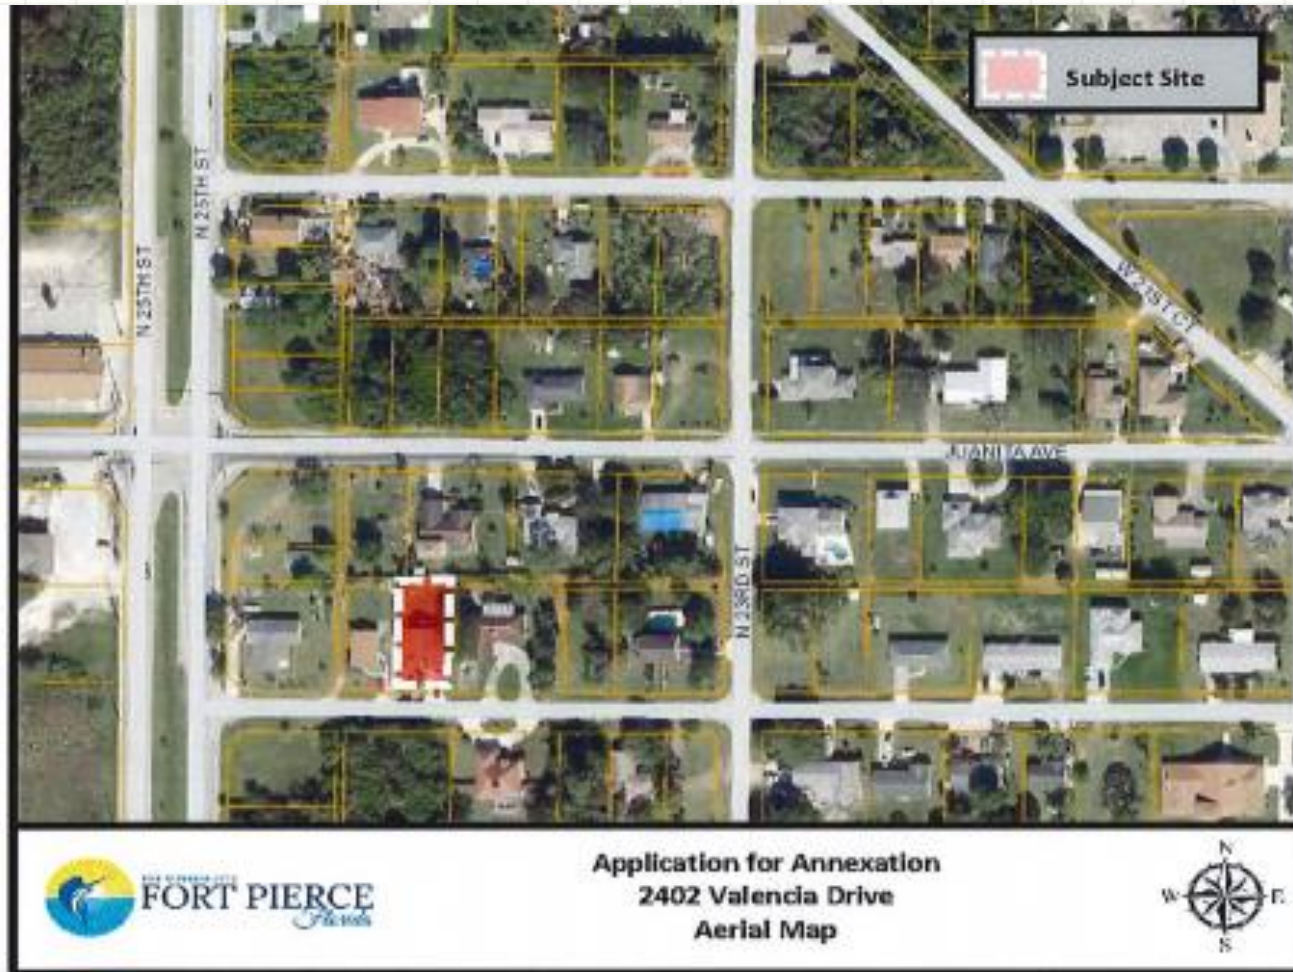 Subject Site
N 25TH ST
N 25TH ST
W 21ST CT
JUANITA AVE
N 23RD ST
FORT PIERCE
Florida
Application for Annexation
2402 Valencia Drive
Aerial Map
N
W E
S